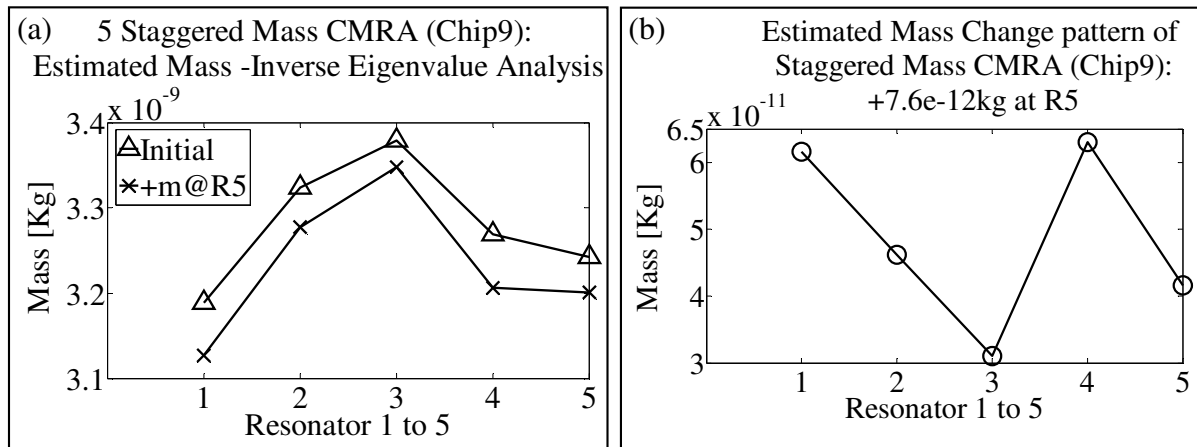 (a)
5 Staggered Mass CMRA (Chip9):
Estimated Mass -Inverse Eigenvalue Analysis
x 10⁻⁹
3.4
3.3
3.2
3.1
Mass [Kg]
Initial
+m@R5
1 2 3 4 5
Resonator 1 to 5
(b)
Estimated Mass Change pattern of
Staggered Mass CMRA (Chip9):
+7.6e-12kg at R5
x 10⁻¹¹
6.5
6
5
4
3
Mass [Kg]
1 2 3 4 5
Resonator 1 to 5